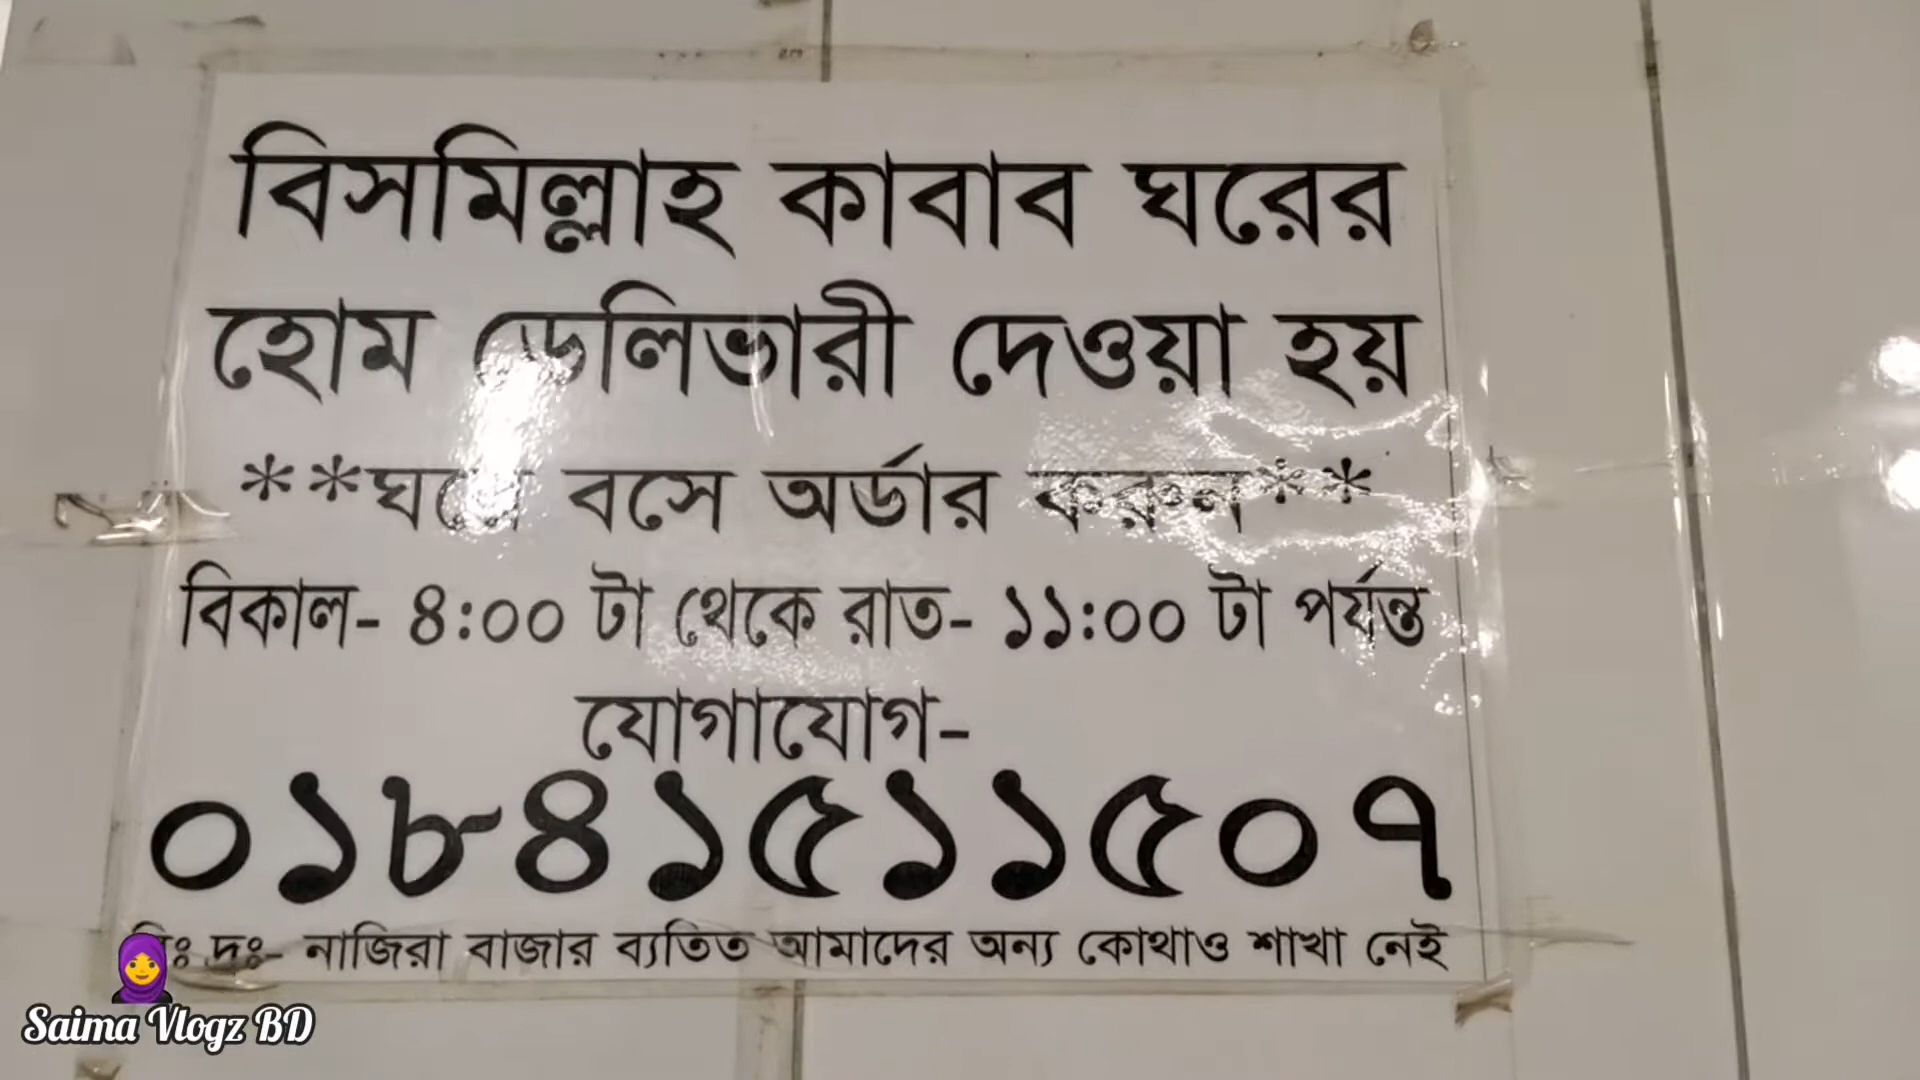 বিসমিল্লাহ কাবাব ঘরের
হোম ডেলিভারী দেওয়া হয়
**ঘরে বসে অর্ডার করুন**
বিকাল- ৪:০০ টা থেকে রাত- ১১:০০ টা পর্যন্ত
যোগাযোগ-
০১৮৪১৫১১৫০৭
বিঃ দ্রঃ- নাজিরা বাজার ব্যতিত আমাদের অন্য কোথাও শাখা নেই
Saima Vlogz BD